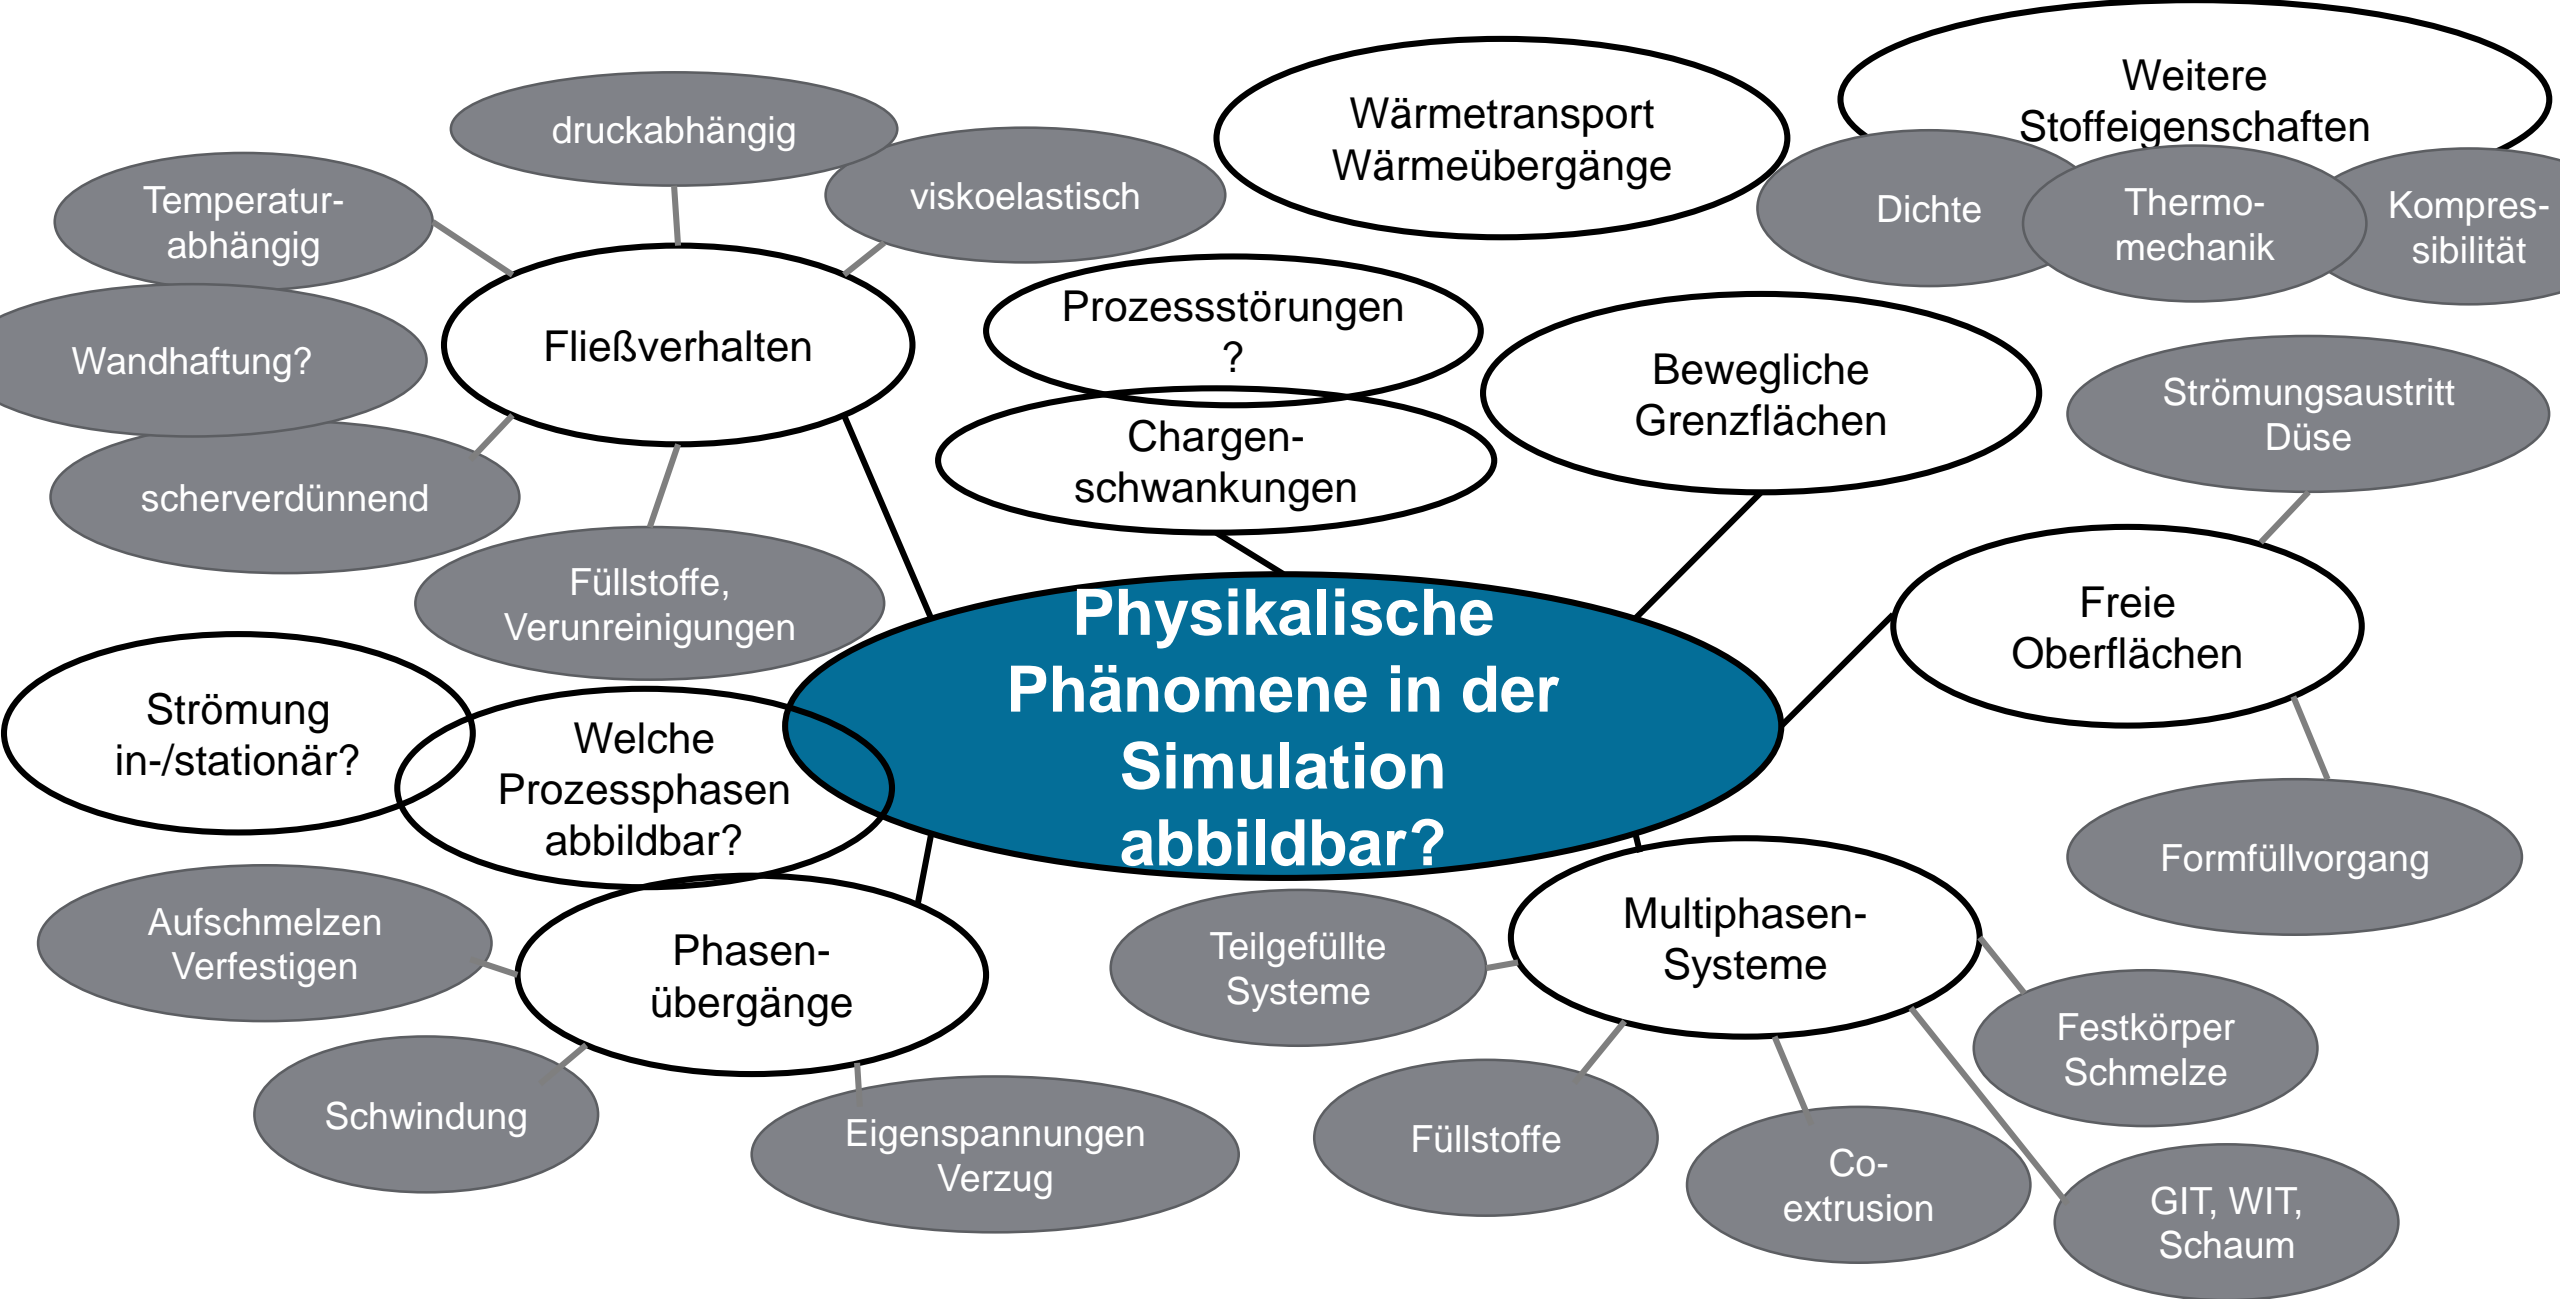 Weitere
Stoffeigenschaften
Wärmetransport
Wärmeübergänge
druckabhängig
viskoelastisch
Temperatur-
abhängig
Dichte
Thermo-
mechanik
Kompres-
sibilität
Prozessstörungen
?
Fließverhalten
Wandhaftung?
Bewegliche
Grenzflächen
Strömungsaustritt
Düse
Chargen-
schwankungen
scherverdünnend
Füllstoffe,
Verunreinigungen
Freie
Oberflächen
Physikalische
Phänomene in der
Simulation
abbildbar?
Strömung
in-/stationär?
Welche
Prozessphasen
abbildbar?
Formfüllvorgang
Aufschmelzen
Verfestigen
Phasen-
übergänge
Teilgefüllte
Systeme
Multiphasen-
Systeme
Festkörper
Schmelze
Schwindung
Eigenspannungen
Verzug
Füllstoffe
Co-
extrusion
GIT, WIT,
Schaum